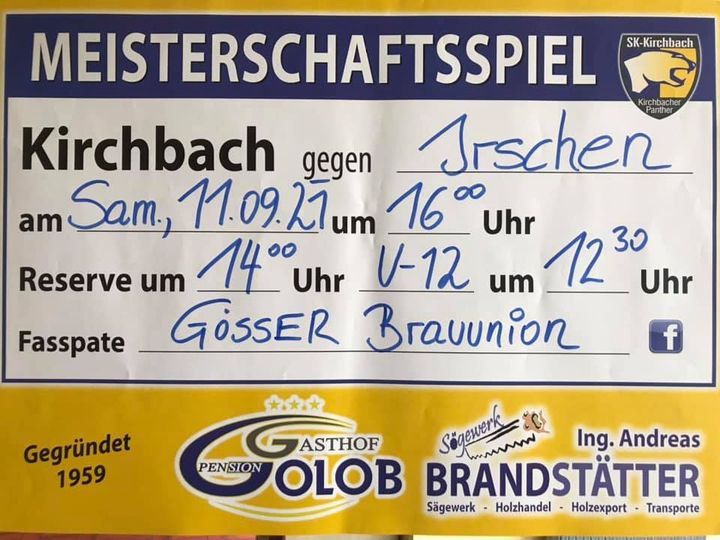 MEISTERSCHAFTSSPIEL
SK-Kirchbach
Kirchbacher
Panther
Kirchbach gegen Irschen
am Sam., 11.09.21 um 16⁰⁰ Uhr
Reserve um 14⁰⁰ Uhr U-12 um 12³⁰ Uhr
Fasspate GÖSSER Brauunion
f
Gegründet
1959
GASTHOF
PENSION GOLOB
Sägewerk
Ing. Andreas
BRANDSTÄTTER
Sägewerk - Holzhandel - Holzexport - Transporte